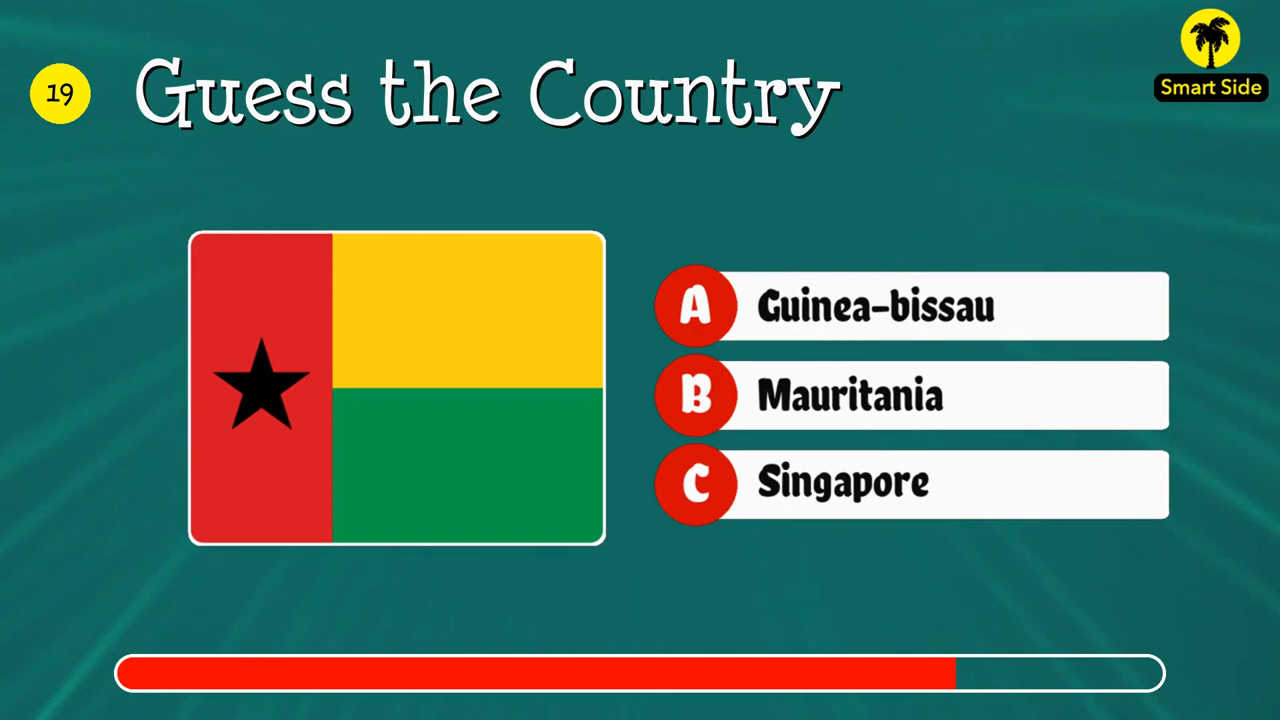 19
Guess the Country
Smart Side
A Guinea-bissau
B Mauritania
C Singapore